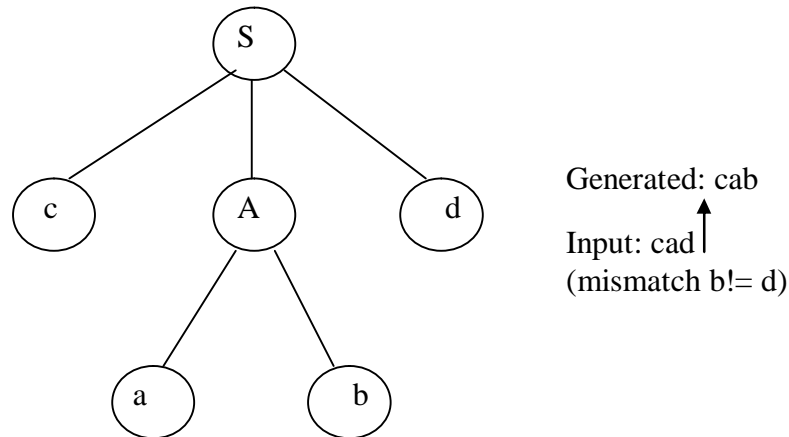 S
c
A
d
a
b
Generated: cab
Input: cad
(mismatch b!= d)